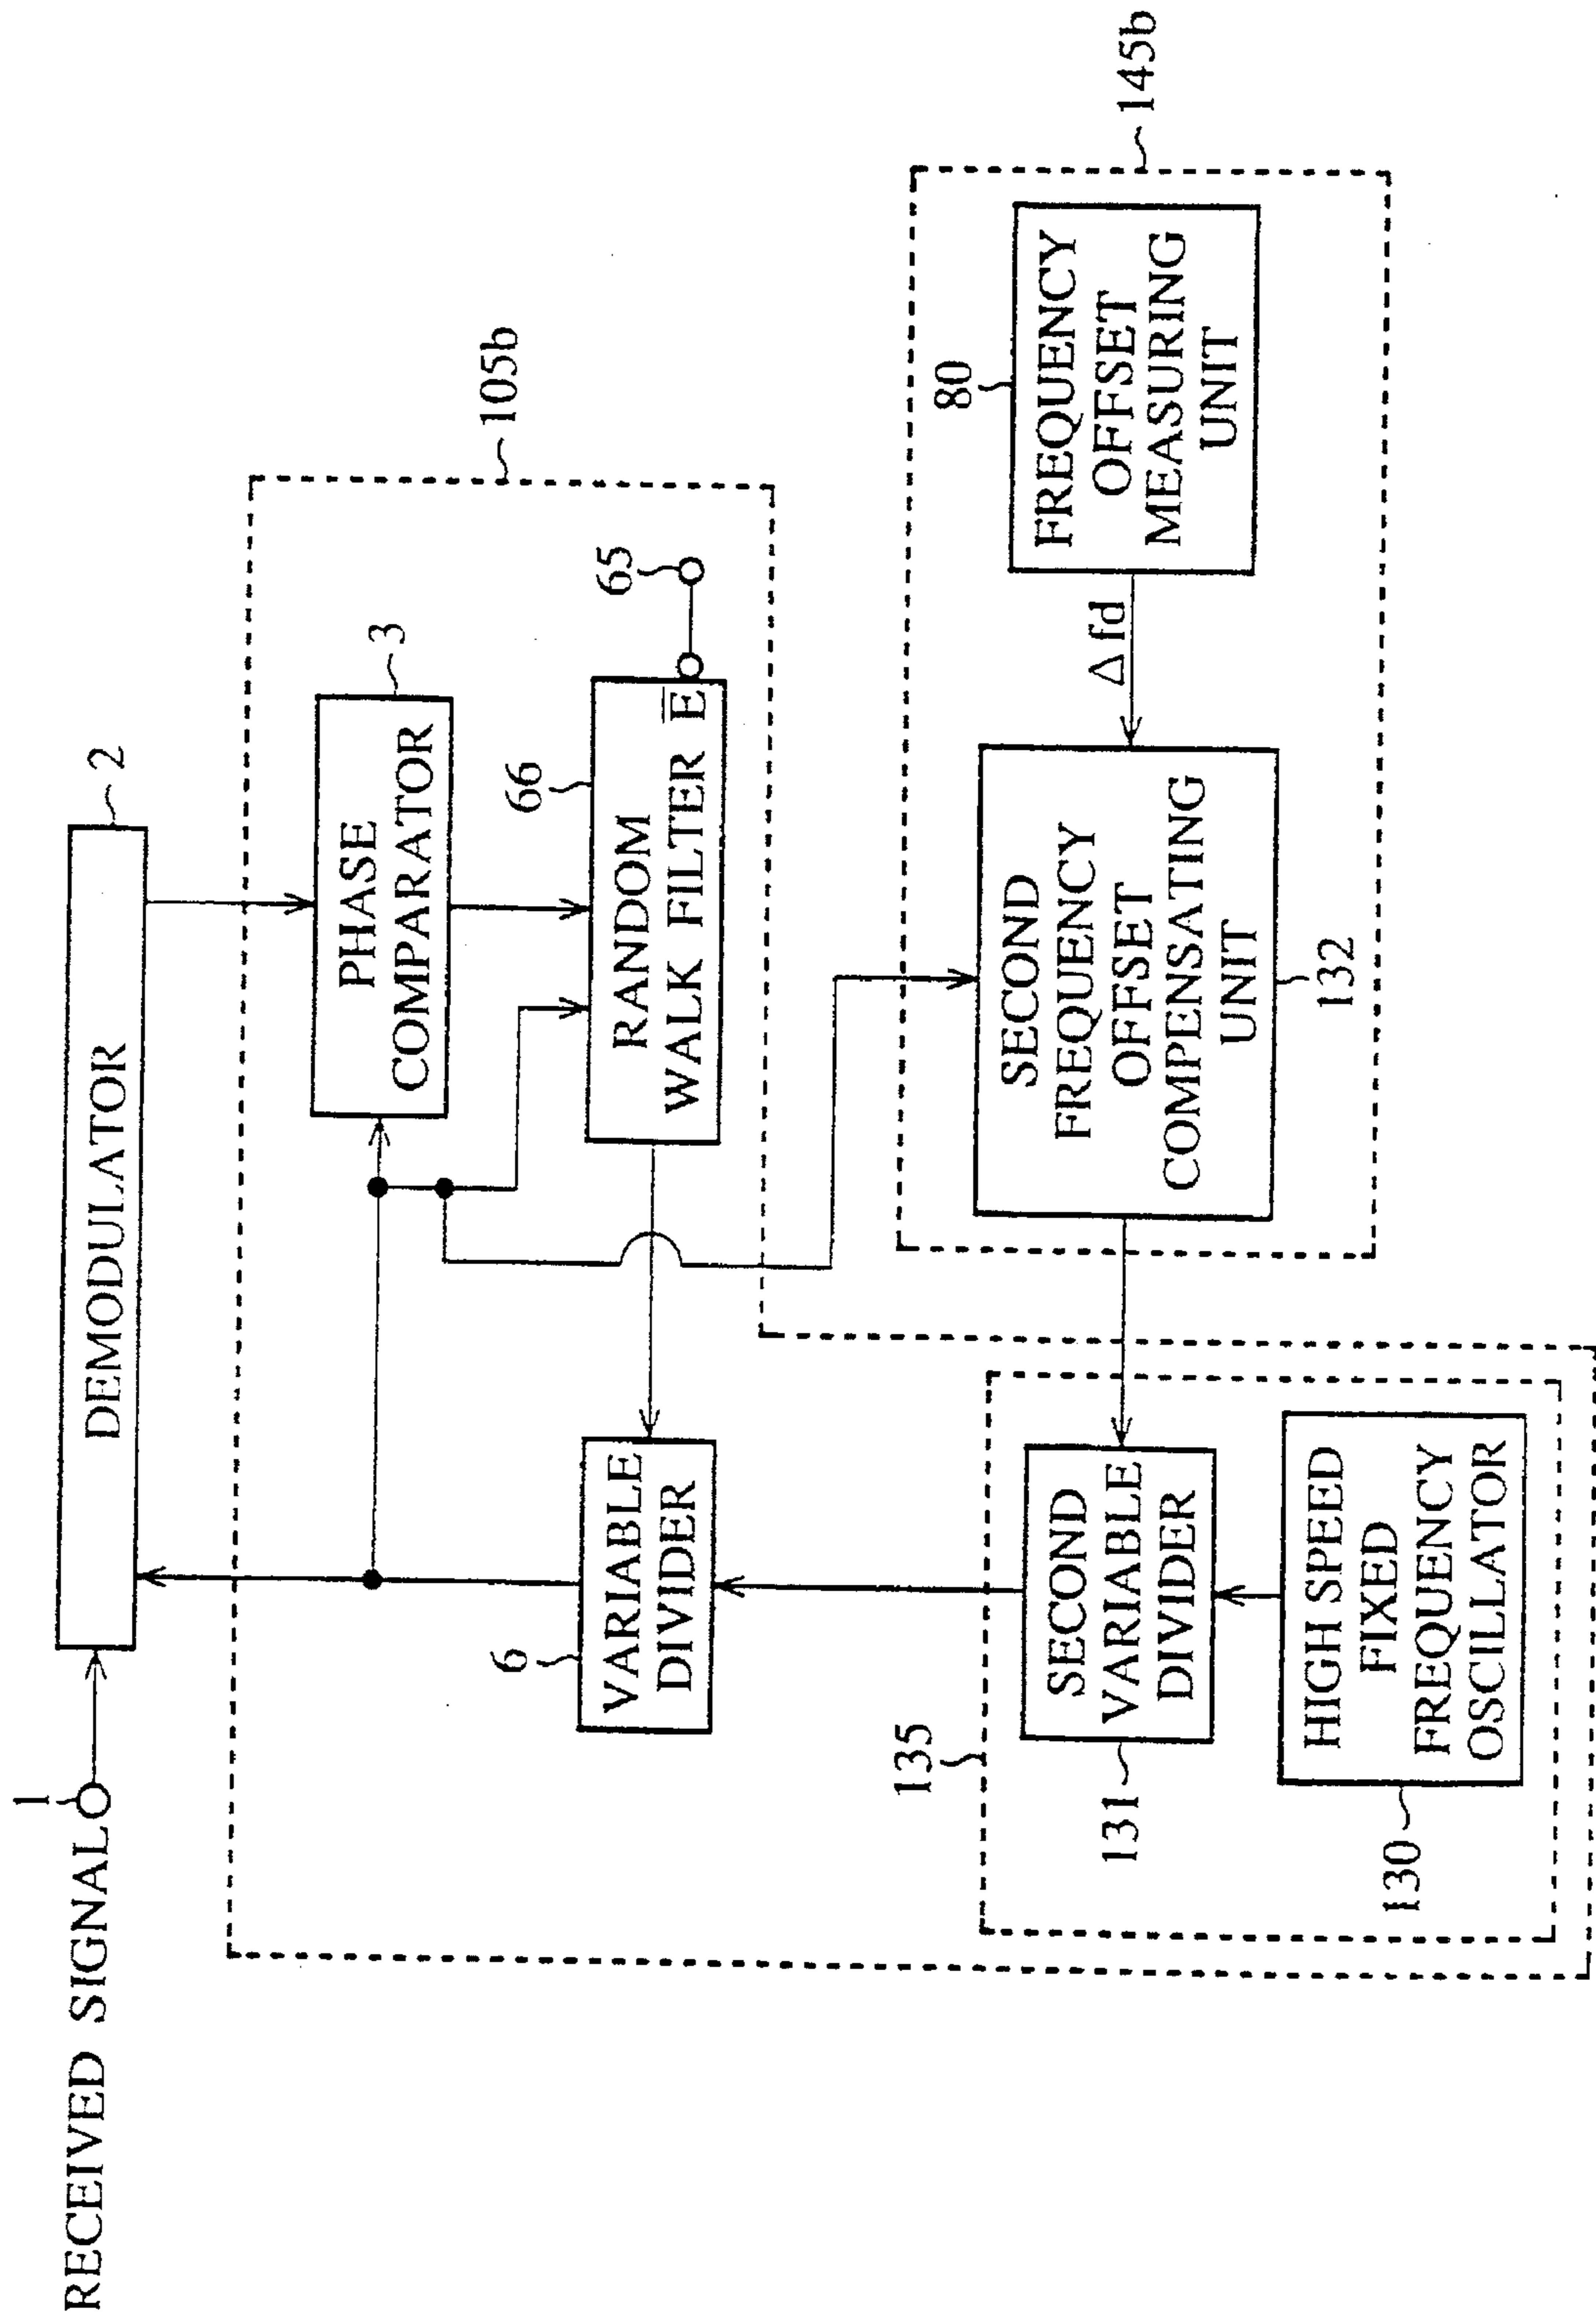 RECEIVED SIGNAL
1
DEMODULATOR
2
105b
PHASE
COMPARATOR
3
66
RANDOM
WALK FILTER E̅
65
6
VARIABLE
DIVIDER
135
SECOND
VARIABLE
DIVIDER
131
HIGH SPEED
FIXED
FREQUENCY
OSCILLATOR
130
145b
SECOND
FREQUENCY
OFFSET
COMPENSATING
UNIT
132
Δfd
80
FREQUENCY
OFFSET
MEASURING
UNIT